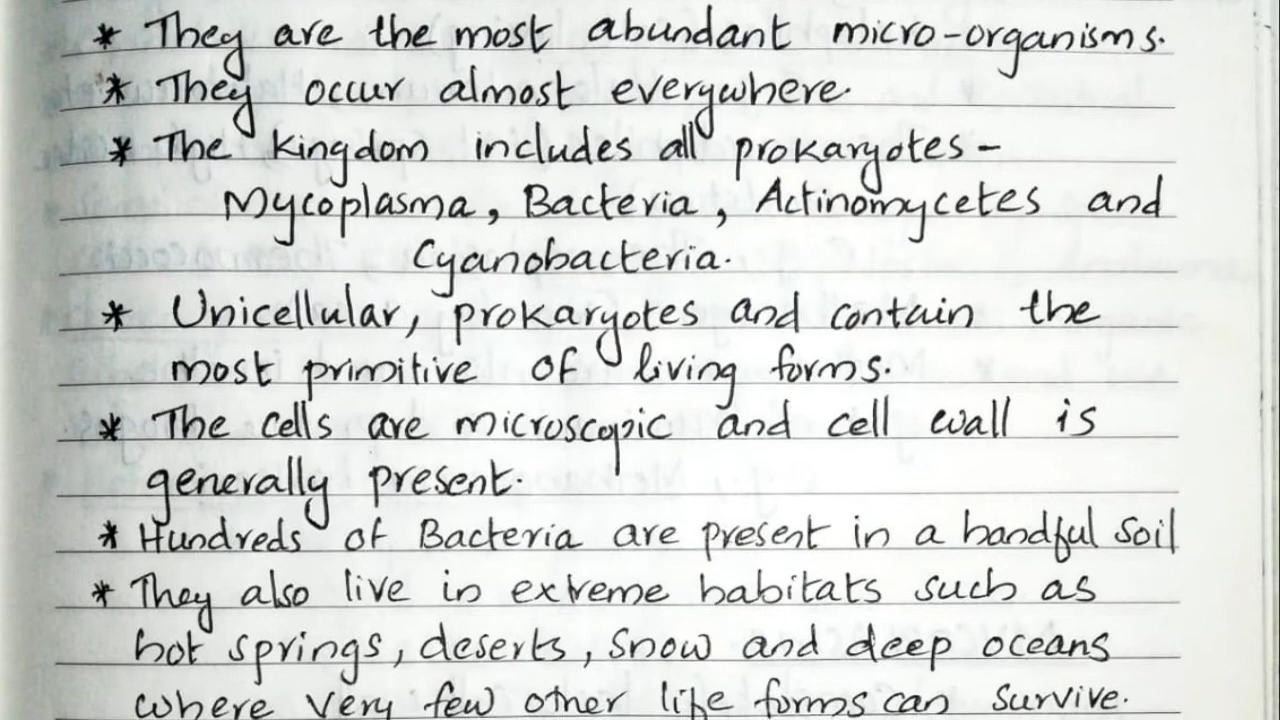 * They are the most abundant micro-organisms.
* They occur almost everywhere.
* The kingdom includes all prokaryotes -
Mycoplasma, Bacteria, Actinomycetes and
Cyanobacteria.
* Unicellular, prokaryotes and contain the
most primitive of living forms.
* The cells are microscopic and cell wall is
generally present.
* Hundreds of Bacteria are present in a handful soil
* They also live in extreme habitats such as
hot springs, deserts, snow and deep oceans
where very few other life forms can survive.